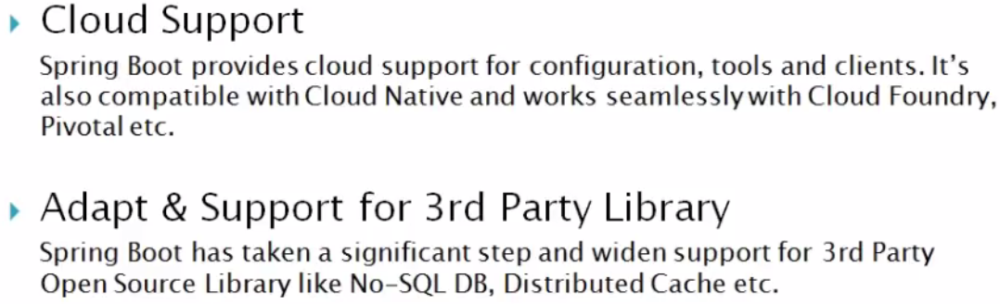 Cloud Support
Spring Boot provides cloud support for configuration, tools and clients. It's
also compatible with Cloud Native and works seamlessly with Cloud Foundry,
Pivotal etc.
Adapt & Support for 3rd Party Library
Spring Boot has taken a significant step and widen support for 3rd Party
Open Source Library like No-SQL DB, Distributed Cache etc.